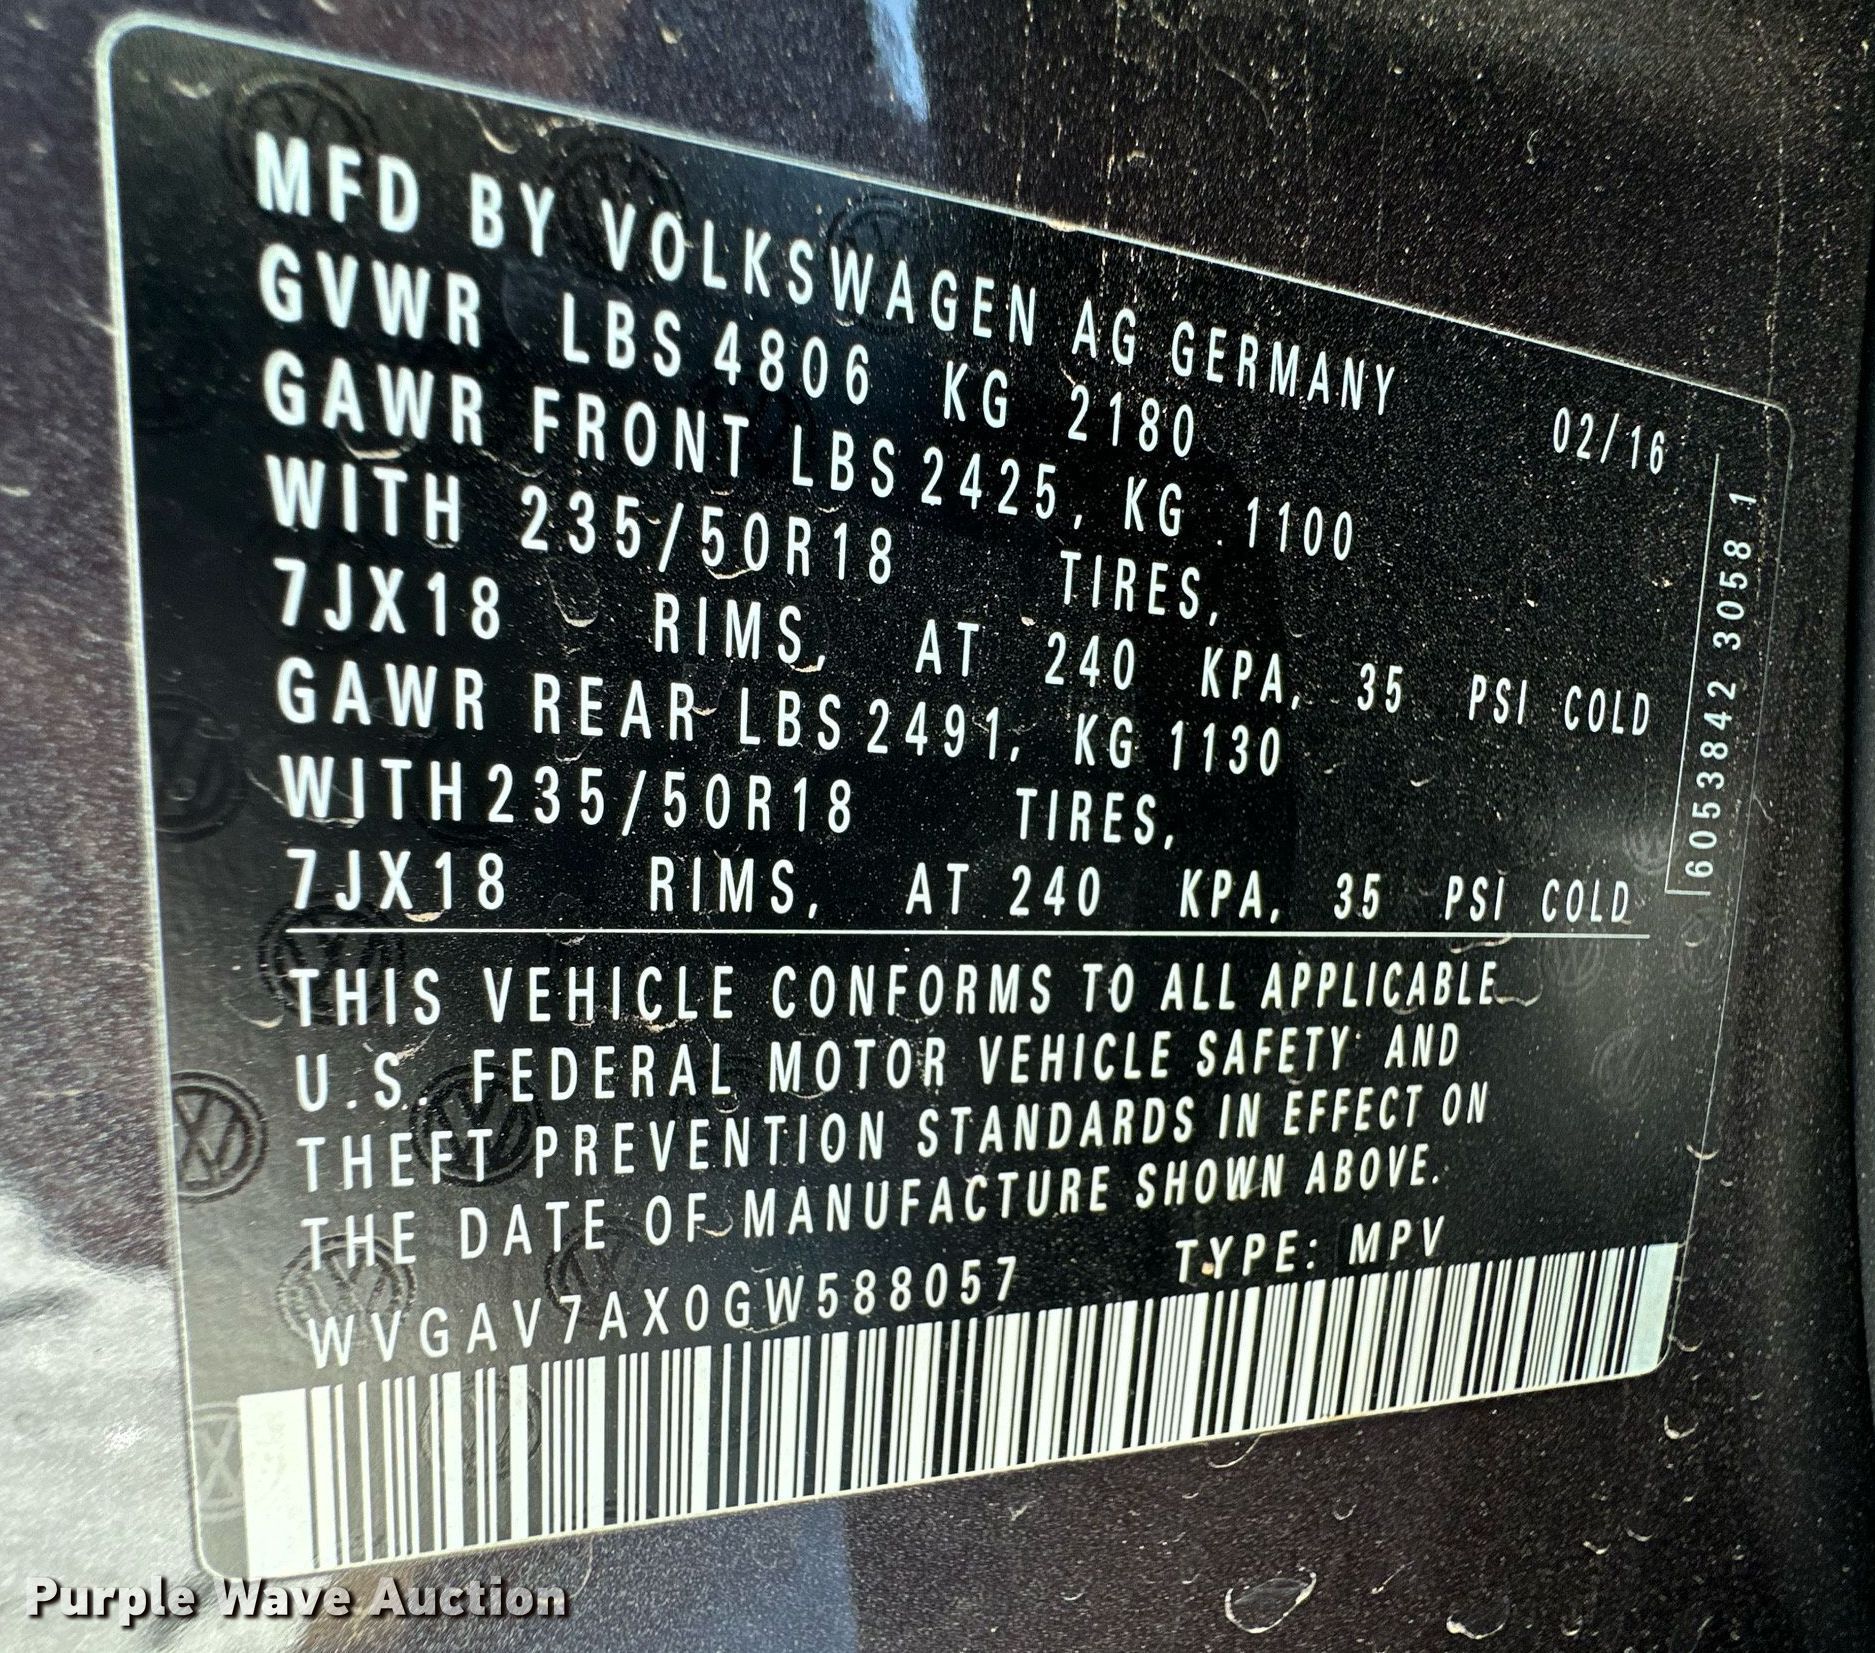 MFD BY VOLKSWAGEN AG GERMANY
GVWR LBS 4806 KG 2180 02/16
GAWR FRONT LBS 2425, KG 1100
WITH 235/50R18 TIRES,
7JX18 RIMS, AT 240 KPA, 35 PSI COLD
GAWR REAR LBS 2491, KG 1130
WITH 235/50R18 TIRES,
7JX18 RIMS, AT 240 KPA, 35 PSI COLD
6053842 3058 1
THIS VEHICLE CONFORMS TO ALL APPLICABLE
U.S. FEDERAL MOTOR VEHICLE SAFETY AND
THEFT PREVENTION STANDARDS IN EFFECT ON
THE DATE OF MANUFACTURE SHOWN ABOVE.
WVGAV7AX0GW588057 TYPE: MPV
Purple Wave Auction